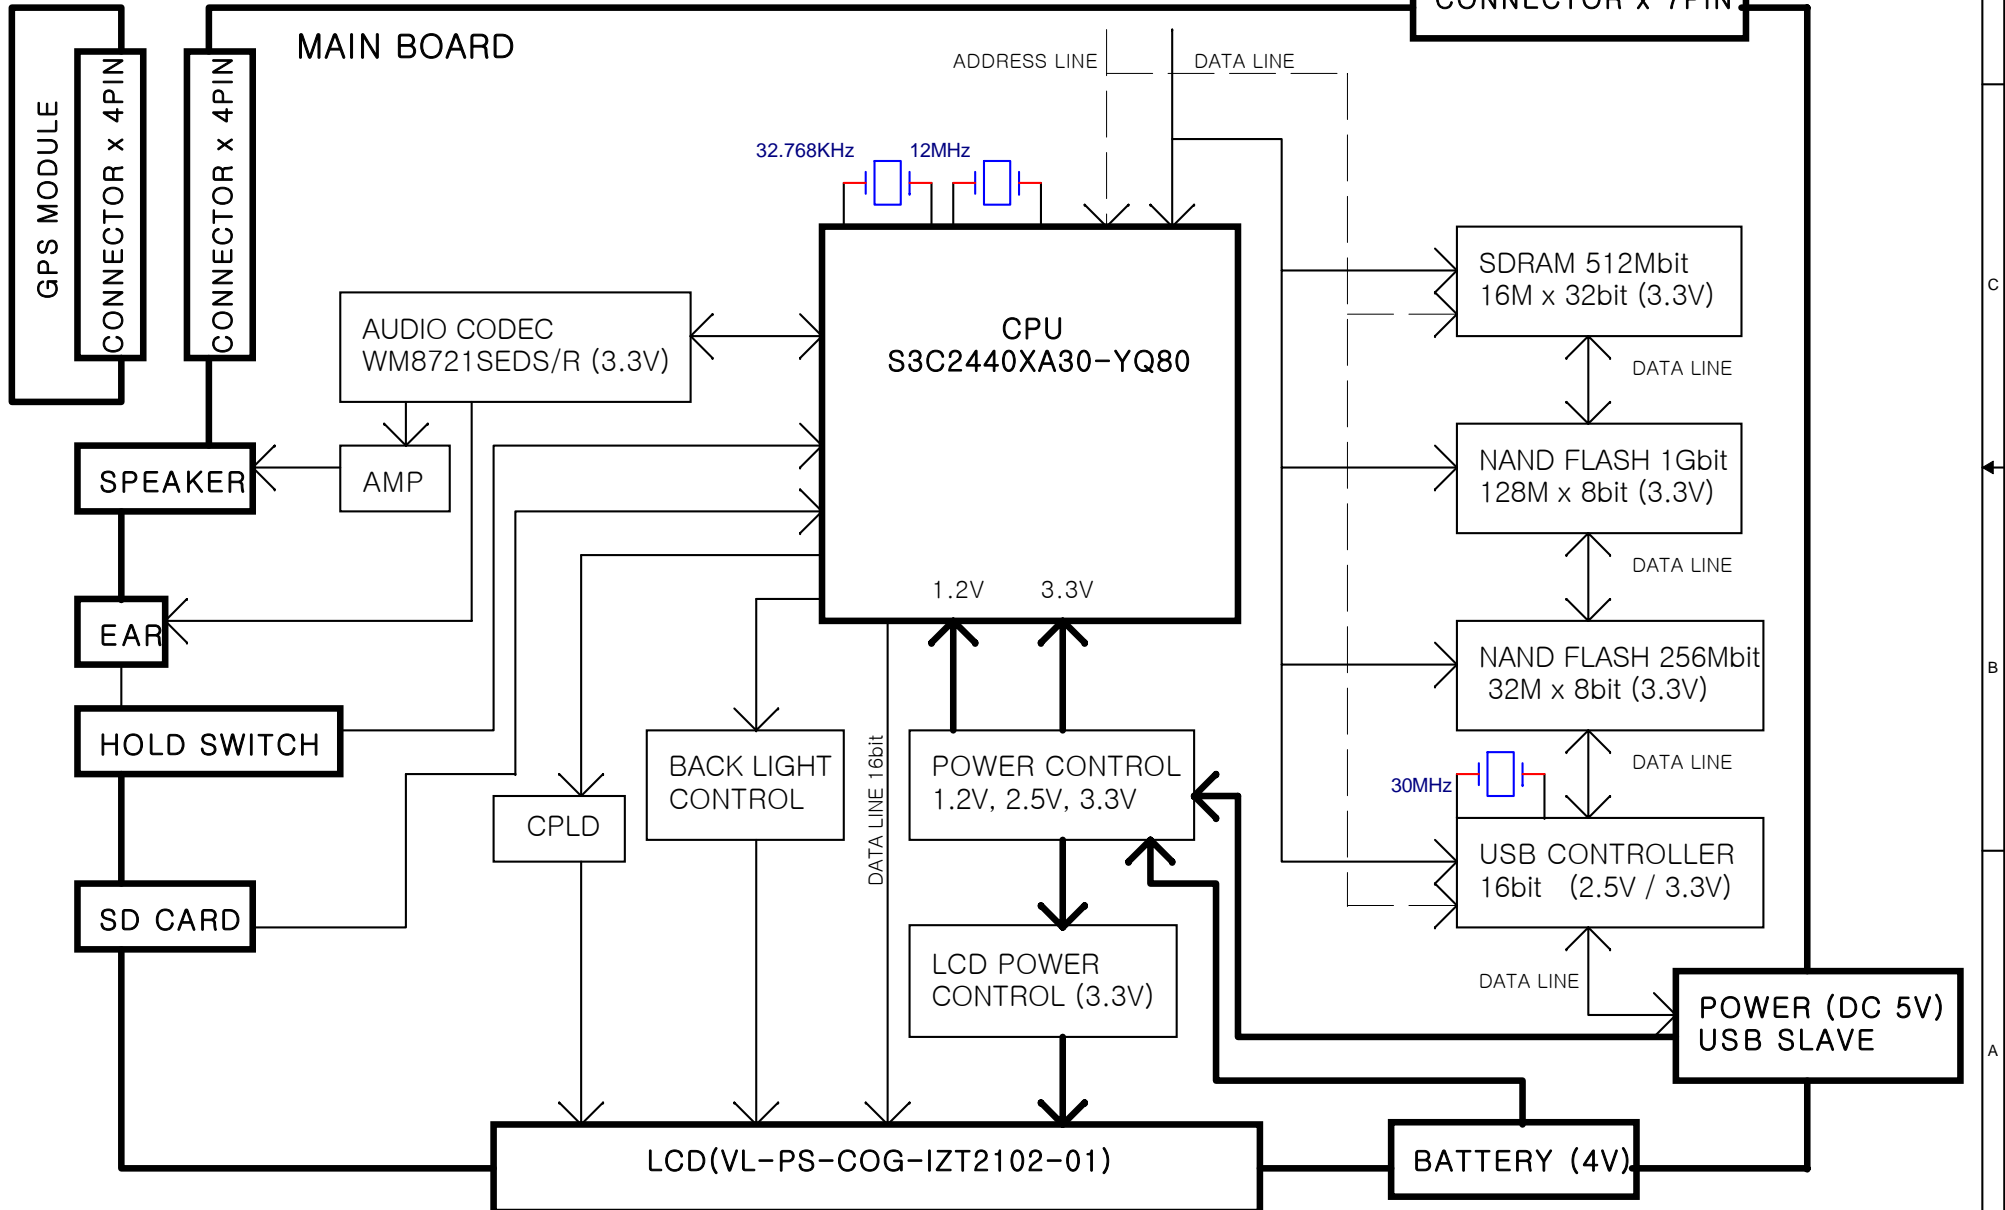 CONNECTOR x 7PIN
MAIN BOARD
ADDRESS LINE
DATA LINE
GPS MODULE
CONNECTOR x 4PIN
CONNECTOR x 4PIN
32.768KHz
12MHz
C
SDRAM 512Mbit
16M x 32bit (3.3V)
AUDIO CODEC
WM8721SEDS/R (3.3V)
CPU
S3C2440XA30-YQ80
DATA LINE
SPEAKER
AMP
NAND FLASH 1Gbit
128M x 8bit (3.3V)
DATA LINE
1.2V
3.3V
EAR
NAND FLASH 256Mbit
32M x 8bit (3.3V)
B
HOLD SWITCH
BACK LIGHT
CONTROL
DATA LINE 16bit
POWER CONTROL
1.2V, 2.5V, 3.3V
DATA LINE
30MHz
CPLD
USB CONTROLLER
16bit (2.5V / 3.3V)
SD CARD
LCD POWER
CONTROL (3.3V)
DATA LINE
POWER (DC 5V)
USB SLAVE
A
LCD(VL-PS-COG-IZT2102-01)
BATTERY (4V)